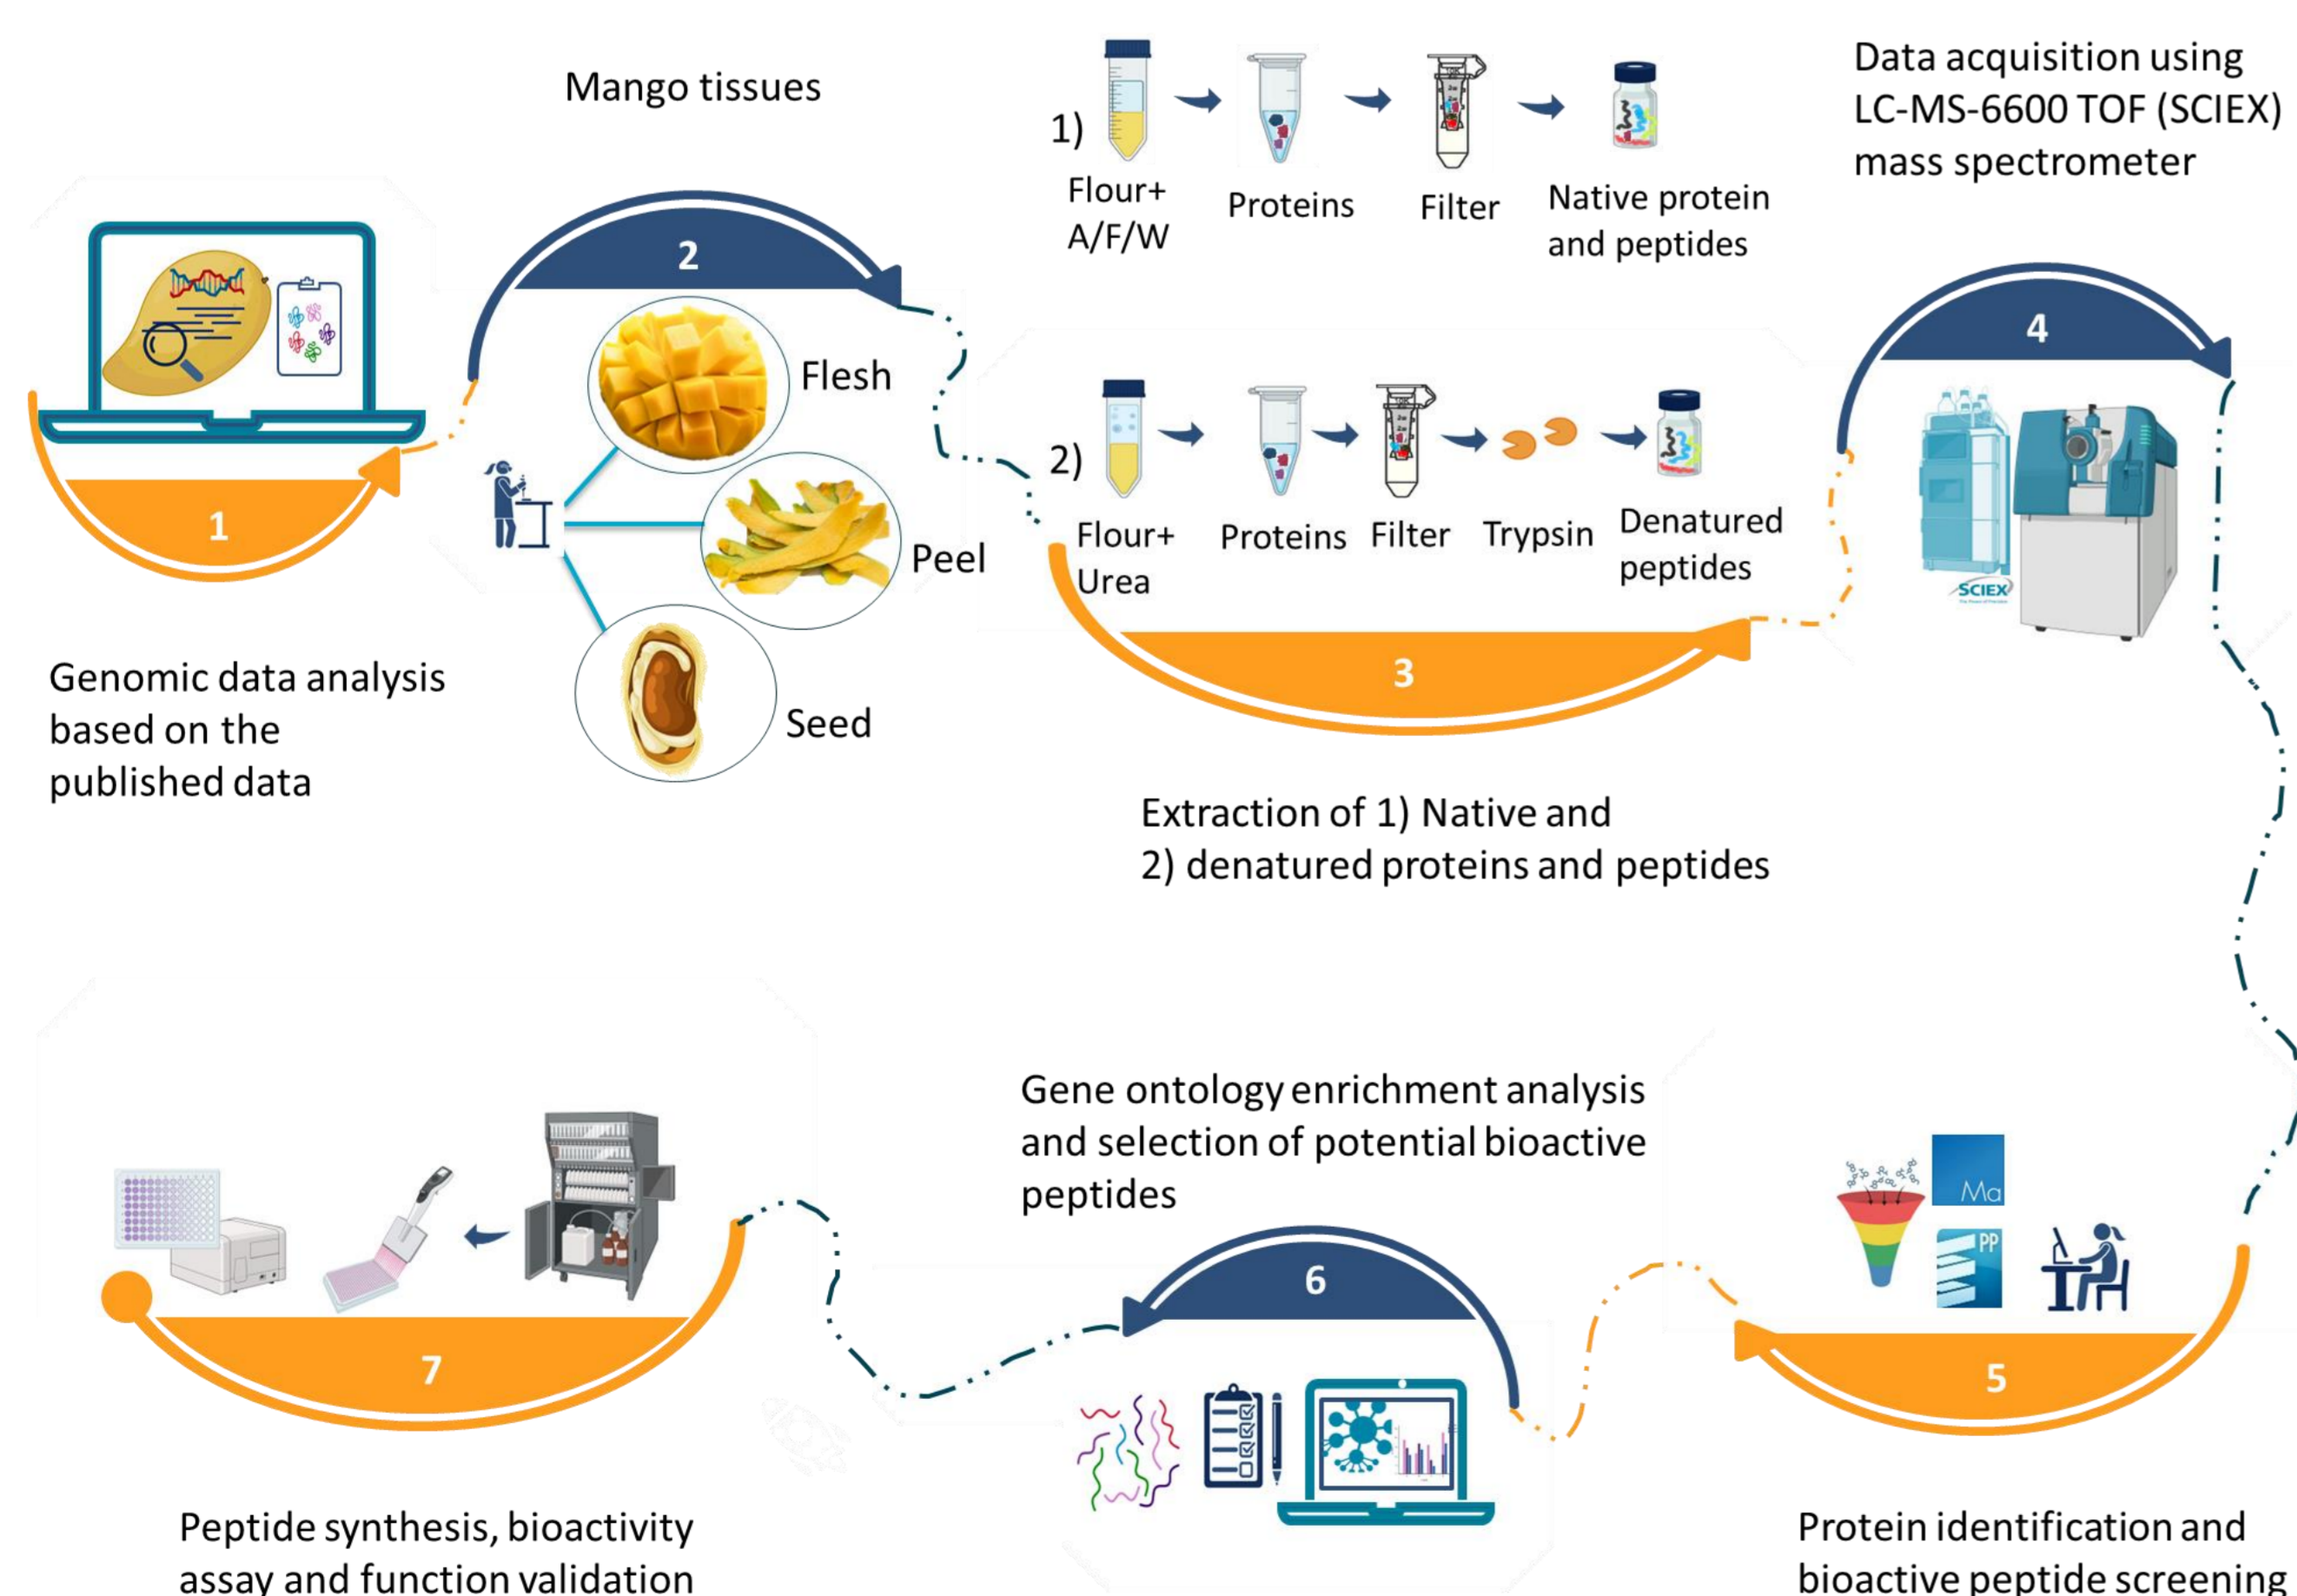 Mango tissues
1)
Flour+
A/F/W
Proteins
Filter
Native protein
and peptides
Data acquisition using
LC-MS-6600 TOF (SCIEX)
mass spectrometer
1
Genomic data analysis
based on the
published data
2
Flesh
Peel
Seed
2)
Flour+
Urea
Proteins
Filter
Trypsin
Denatured
peptides
3
Extraction of 1) Native and
2) denatured proteins and peptides
4
SCIEX
Ma
PP
5
Protein identification and
bioactive peptide screening
Gene ontology enrichment analysis
and selection of potential bioactive
peptides
6
7
Peptide synthesis, bioactivity
assay and function validation